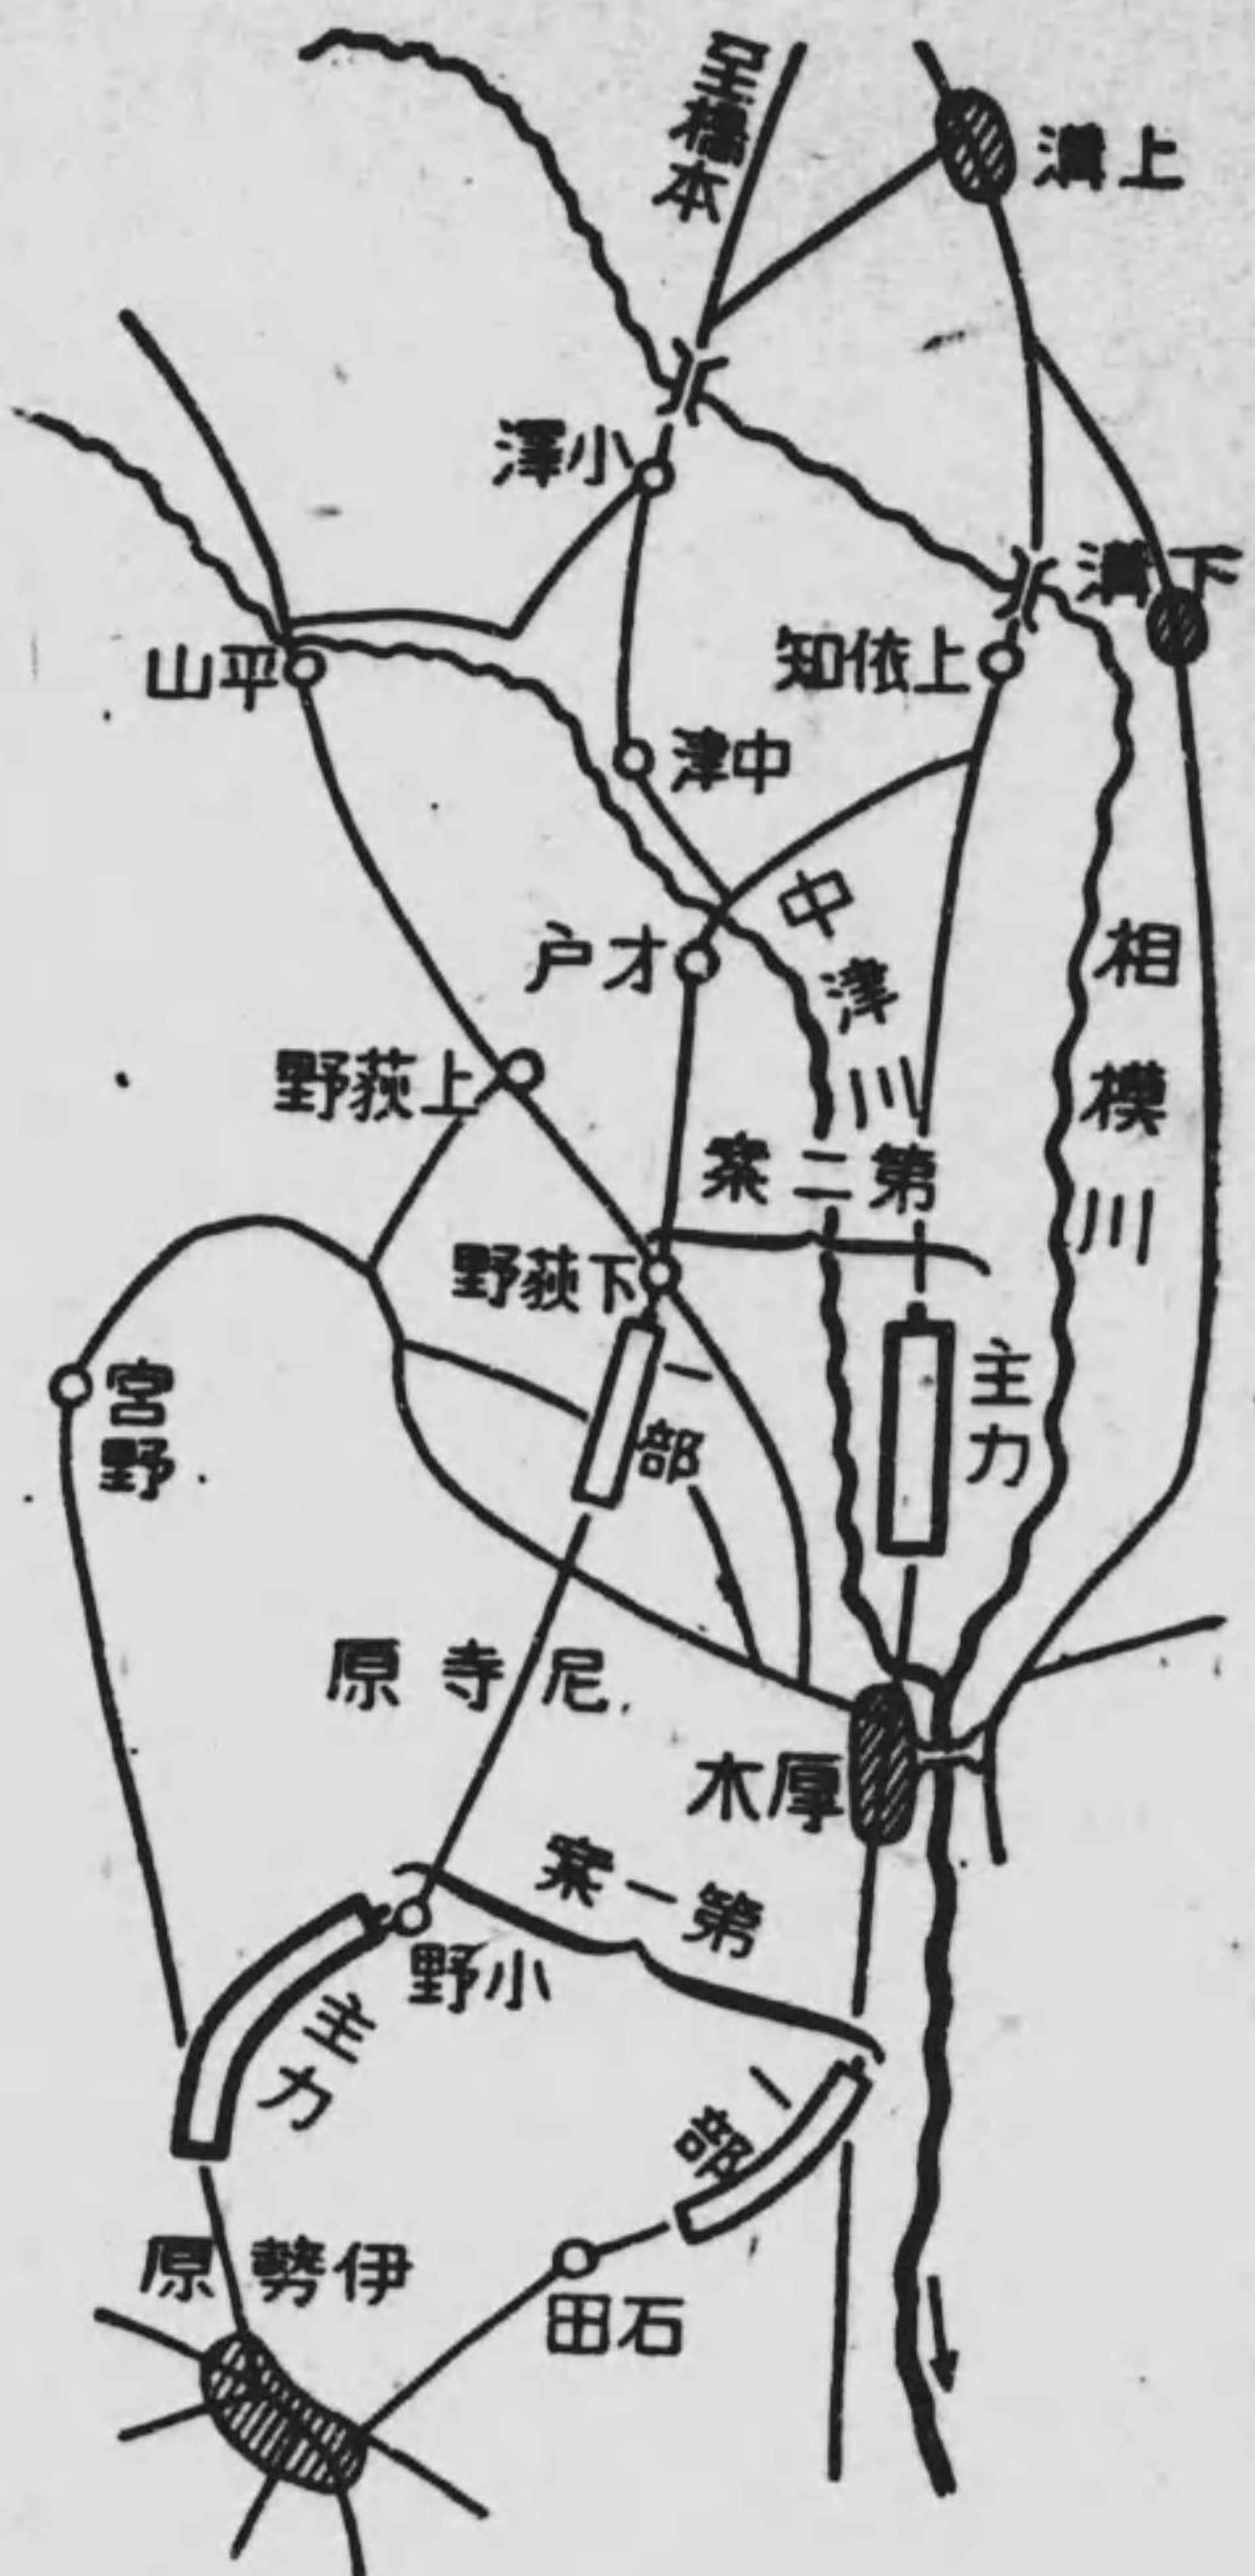 至橋本
上溝
小澤
下溝
上依知
平山
中津
中津川
才户
相模川
上荻野
第二案
下荻野
主力
一部
宮野
尼寺原
厚木
第一案
小野
主力
一部
伊勢原
石田